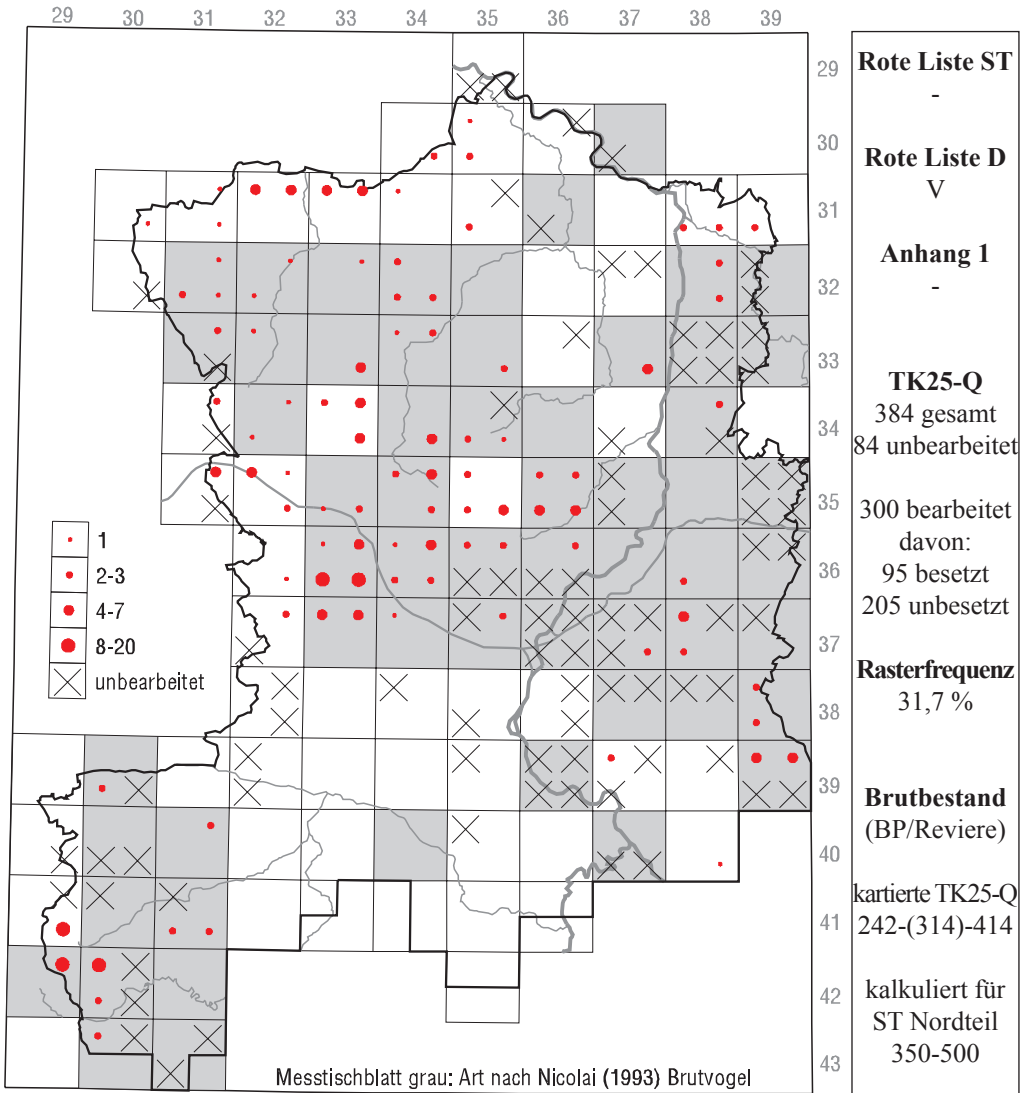 29 30 31 32 33 34 35 36 37 38 39
29
30
31
32
33
34
35
36
37
38
39
40
41
42
43
1
2-3
4-7
8-20
unbearbeitet
Messtischblatt grau: Art nach Nicolai (1993) Brutvogel
Rote Liste ST
-
Rote Liste D
V
Anhang 1
-
TK25-Q
384 gesamt
84 unbearbeitet
300 bearbeitet
davon:
95 besetzt
205 unbesetzt
Rasterfrequenz
31,7 %
Brutbestand
(BP/Reviere)
kartierte TK25-Q
242-(314)-414
kalkuliert für
ST Nordteil
350-500